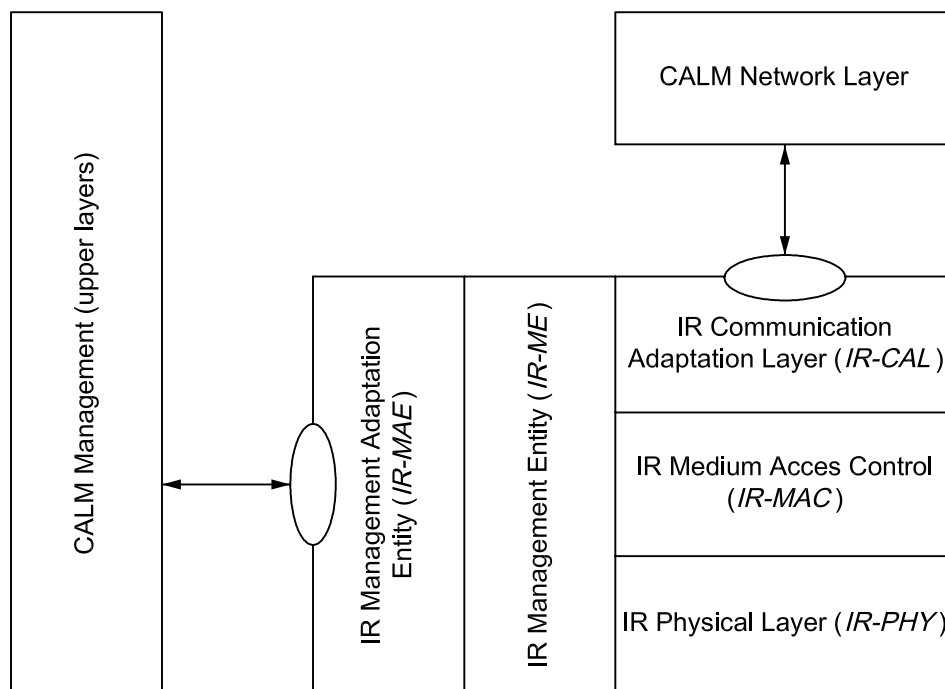 CALM Management (upper layers)
CALM Network Layer
IR Management Adaptation
Entity (IR-MAE)
IR Management Entity (IR-ME)
IR Communication
Adaptation Layer (IR-CAL)
IR Medium Acces Control
(IR-MAC)
IR Physical Layer (IR-PHY)